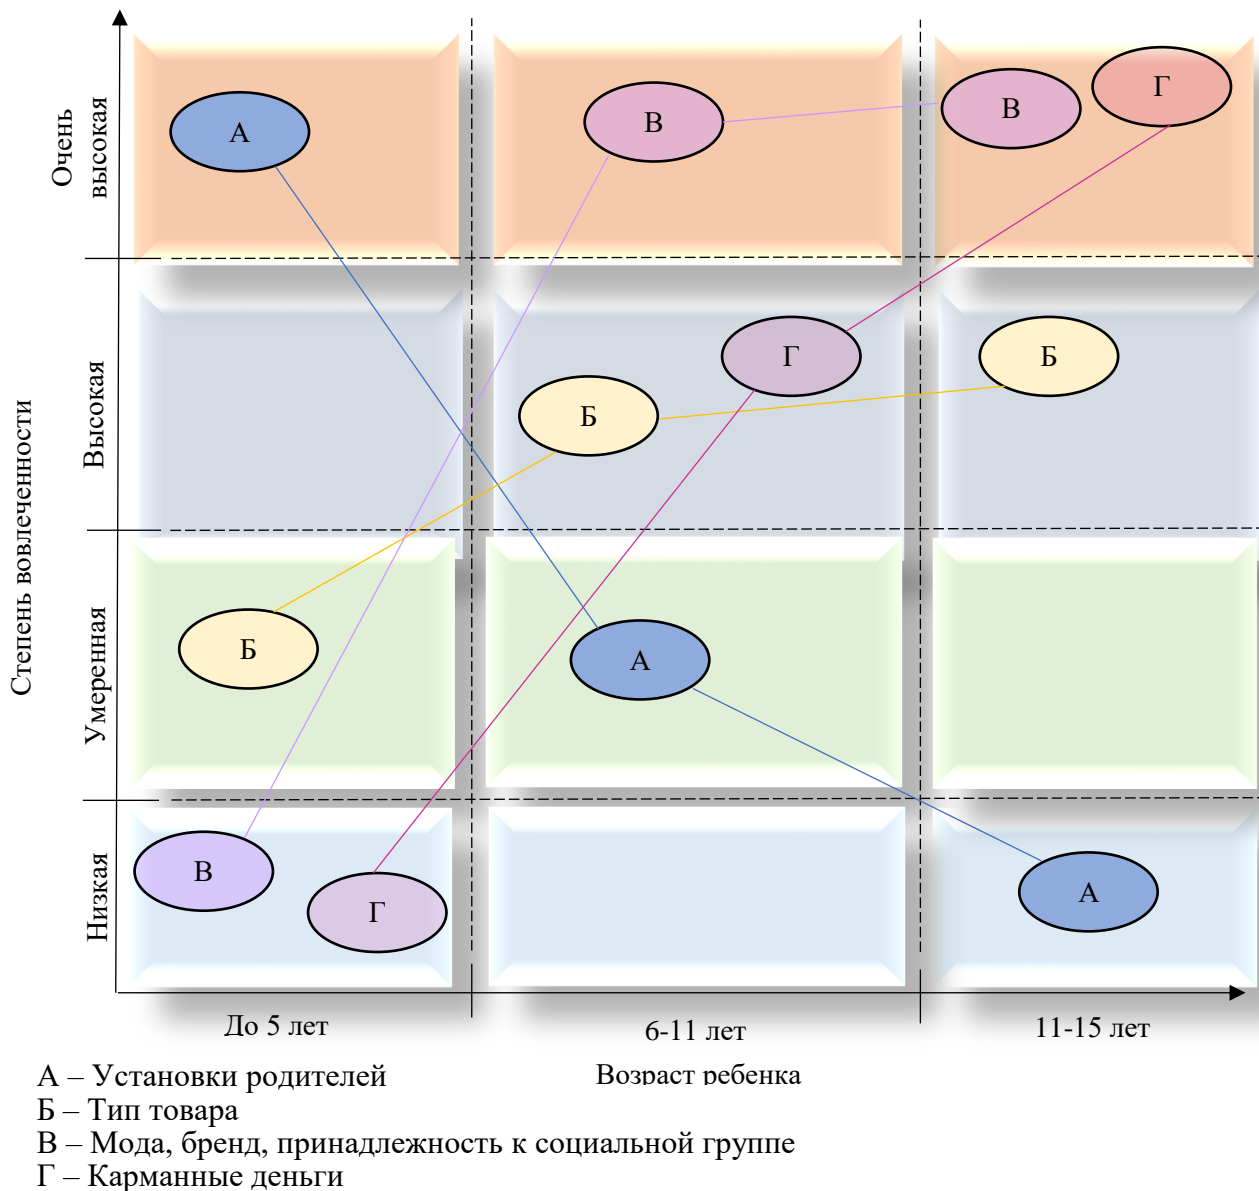 Степень вовлеченности
Очень
высокая
Высокая
Умеренная
Низкая
А
В
В
Г
Г
Б
Б
Б
А
В
Г
А
До 5 лет
6-11 лет
11-15 лет
Возраст ребенка
А – Установки родителей
Б – Тип товара
В – Мода, бренд, принадлежность к социальной группе
Г – Карманные деньги